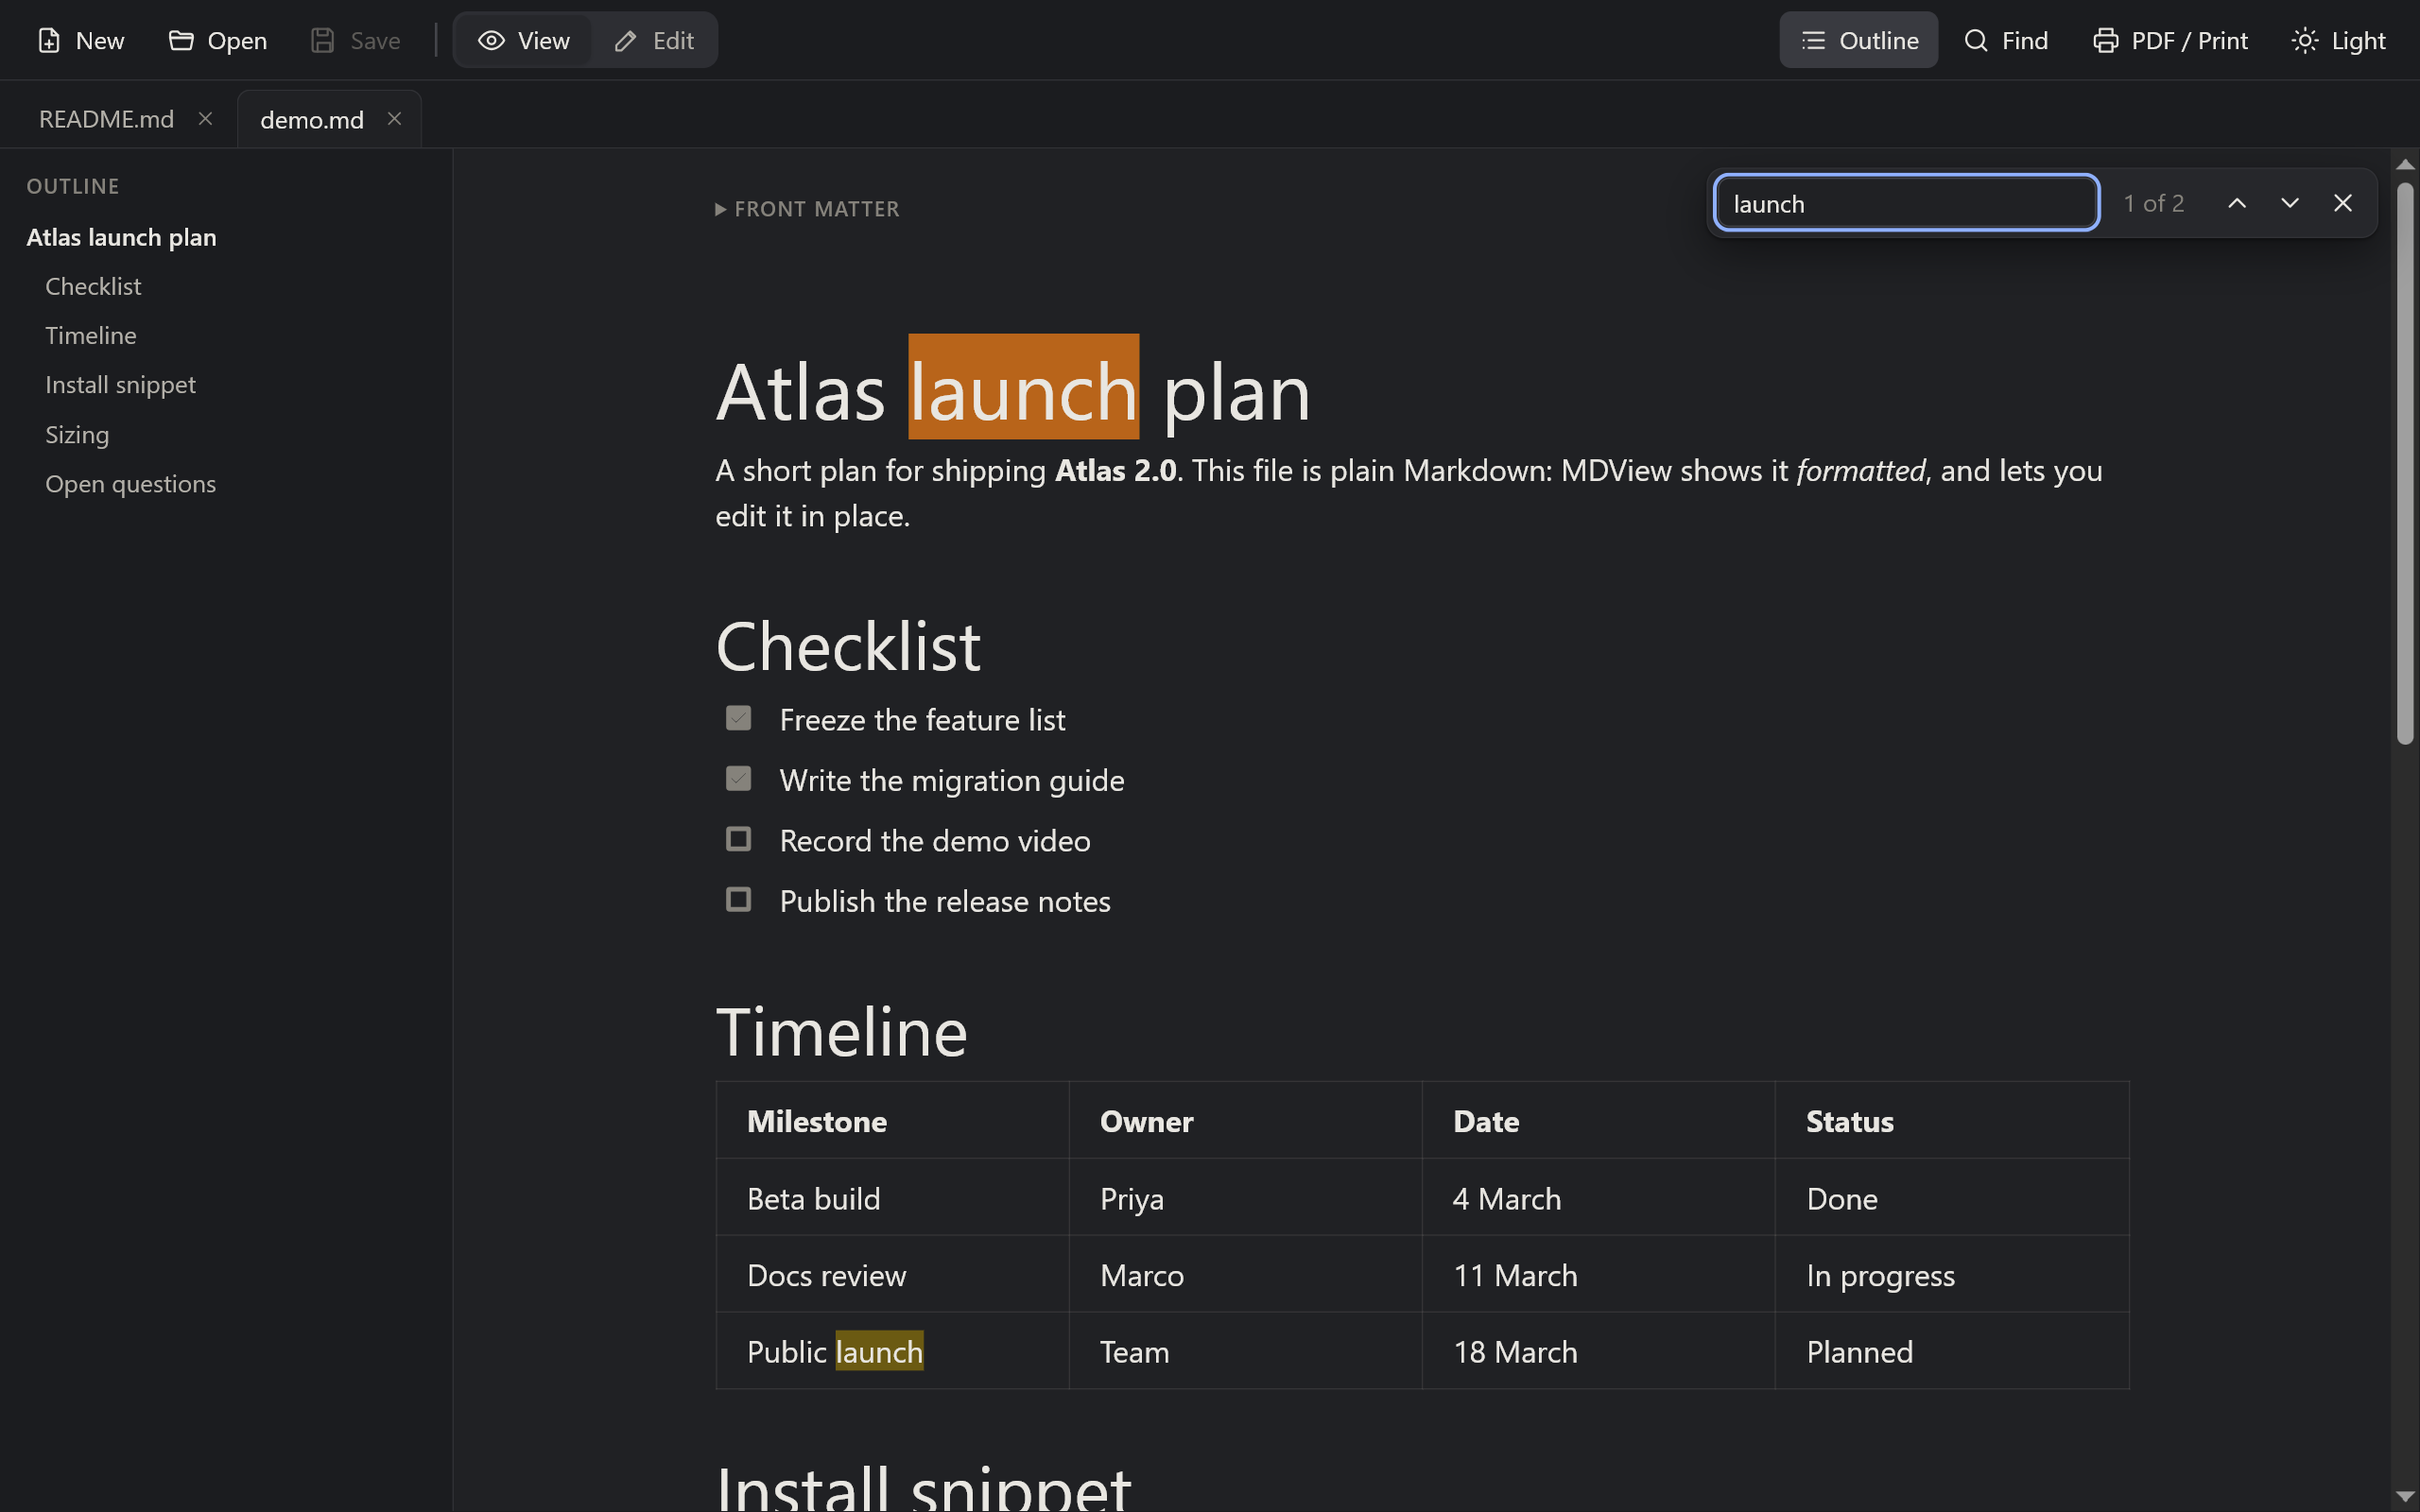 New Open Save View Edit Outline Find PDF / Print Light
README.md demo.md
OUTLINE
Atlas launch plan
Checklist
Timeline
Install snippet
Sizing
Open questions
launch 1 of 2
FRONT MATTER
Atlas launch plan
A short plan for shipping Atlas 2.0. This file is plain Markdown: MDView shows it formatted, and lets you
edit it in place.
Checklist
Freeze the feature list
Write the migration guide
Record the demo video
Publish the release notes
Timeline
Milestone Owner Date Status
Beta build Priya 4 March Done
Docs review Marco 11 March In progress
Public launch Team 18 March Planned
Install snippet